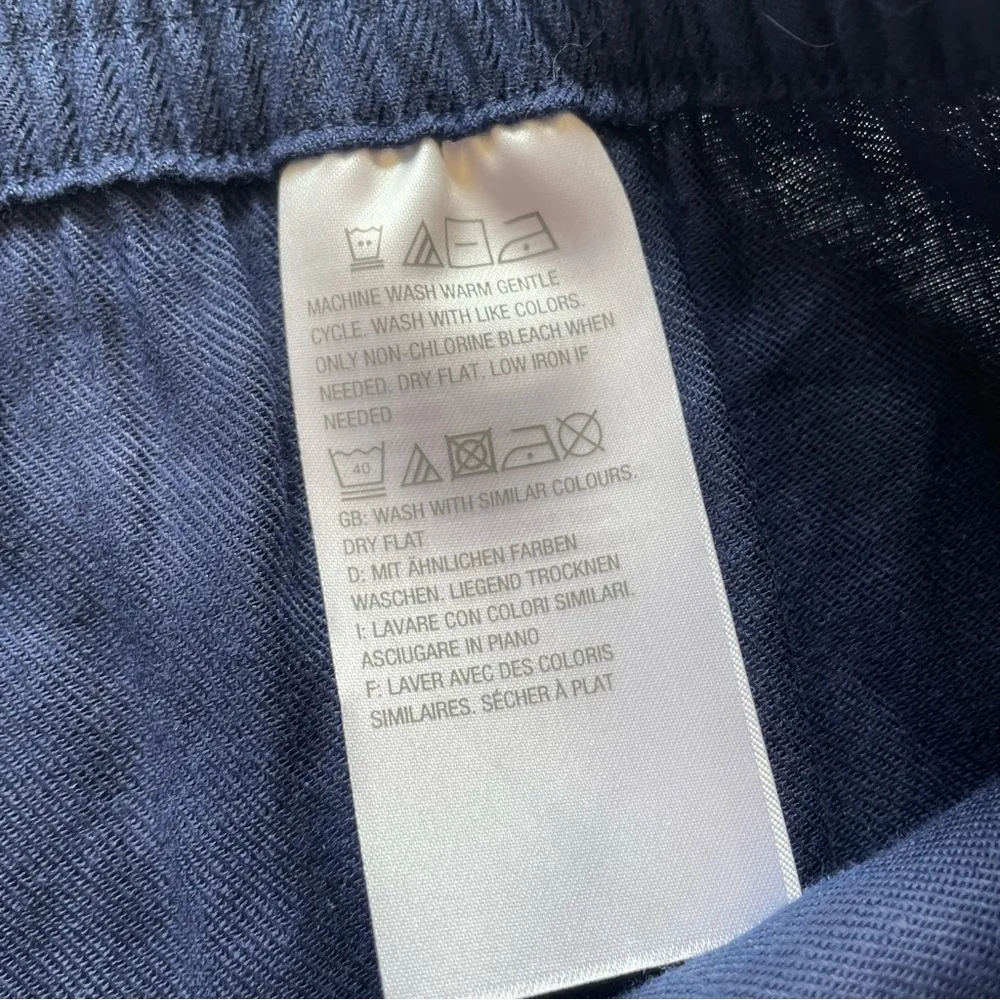 MACHINE WASH WARM GENTLE
CYCLE. WASH WITH LIKE COLORS.
ONLY NON-CHLORINE BLEACH WHEN
NEEDED. DRY FLAT. LOW IRON IF
NEEDED
40
GB: WASH WITH SIMILAR COLOURS.
DRY FLAT
D: MIT ÄHNLICHEN FARBEN
WASCHEN. LIEGEND TROCKNEN
I: LAVARE CON COLORI SIMILARI.
ASCIUGARE IN PIANO
F: LAVER AVEC DES COLORIS
SIMILAIRES. SÉCHER À PLAT